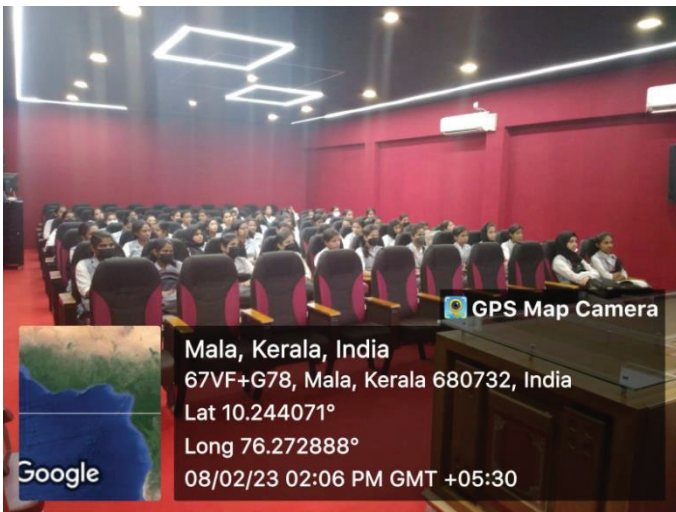 GPS Map Camera
Mala, Kerala, India
67VF+G78, Mala, Kerala 680732, India
Lat 10.244071°
Long 76.272888°
08/02/23 02:06 PM GMT +05:30
Google